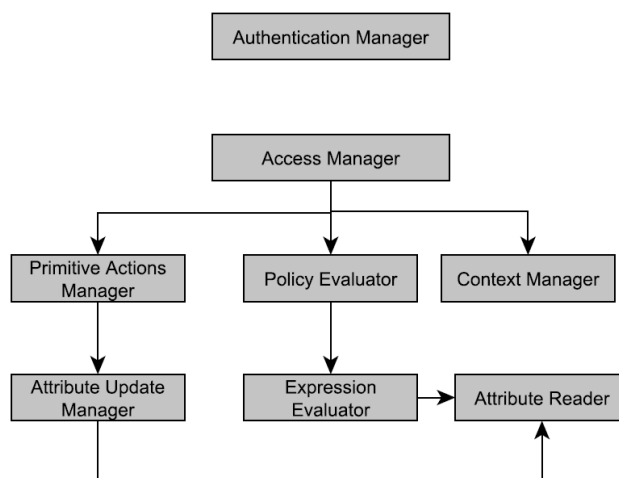 Authentication Manager
Access Manager
Primitive Actions
Manager
Policy Evaluator
Context Manager
Attribute Update
Manager
Expression
Evaluator
Attribute Reader